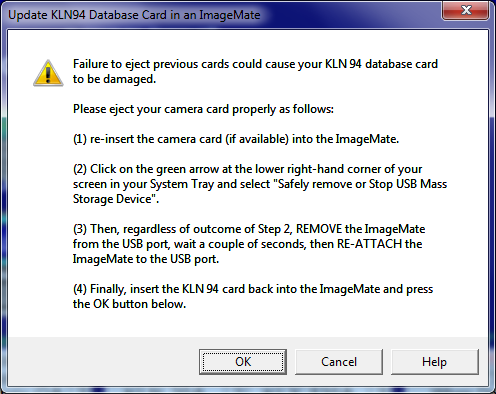 Update KLN94 Database Card in an ImageMate
Failure to eject previous cards could cause your KLN 94 database card
to be damaged.
Please eject your camera card properly as follows:
(1) re-insert the camera card (if available) into the ImageMate.
(2) Click on the green arrow at the lower right-hand corner of your
screen in your System Tray and select "Safely remove or Stop USB Mass
Storage Device".
(3) Then, regardless of outcome of Step 2, REMOVE the ImageMate
from the USB port, wait a couple of seconds, then RE-ATTACH the
ImageMate to the USB port.
(4) Finally, insert the KLN 94 card back into the ImageMate and press
the OK button below.
OK
Cancel
Help